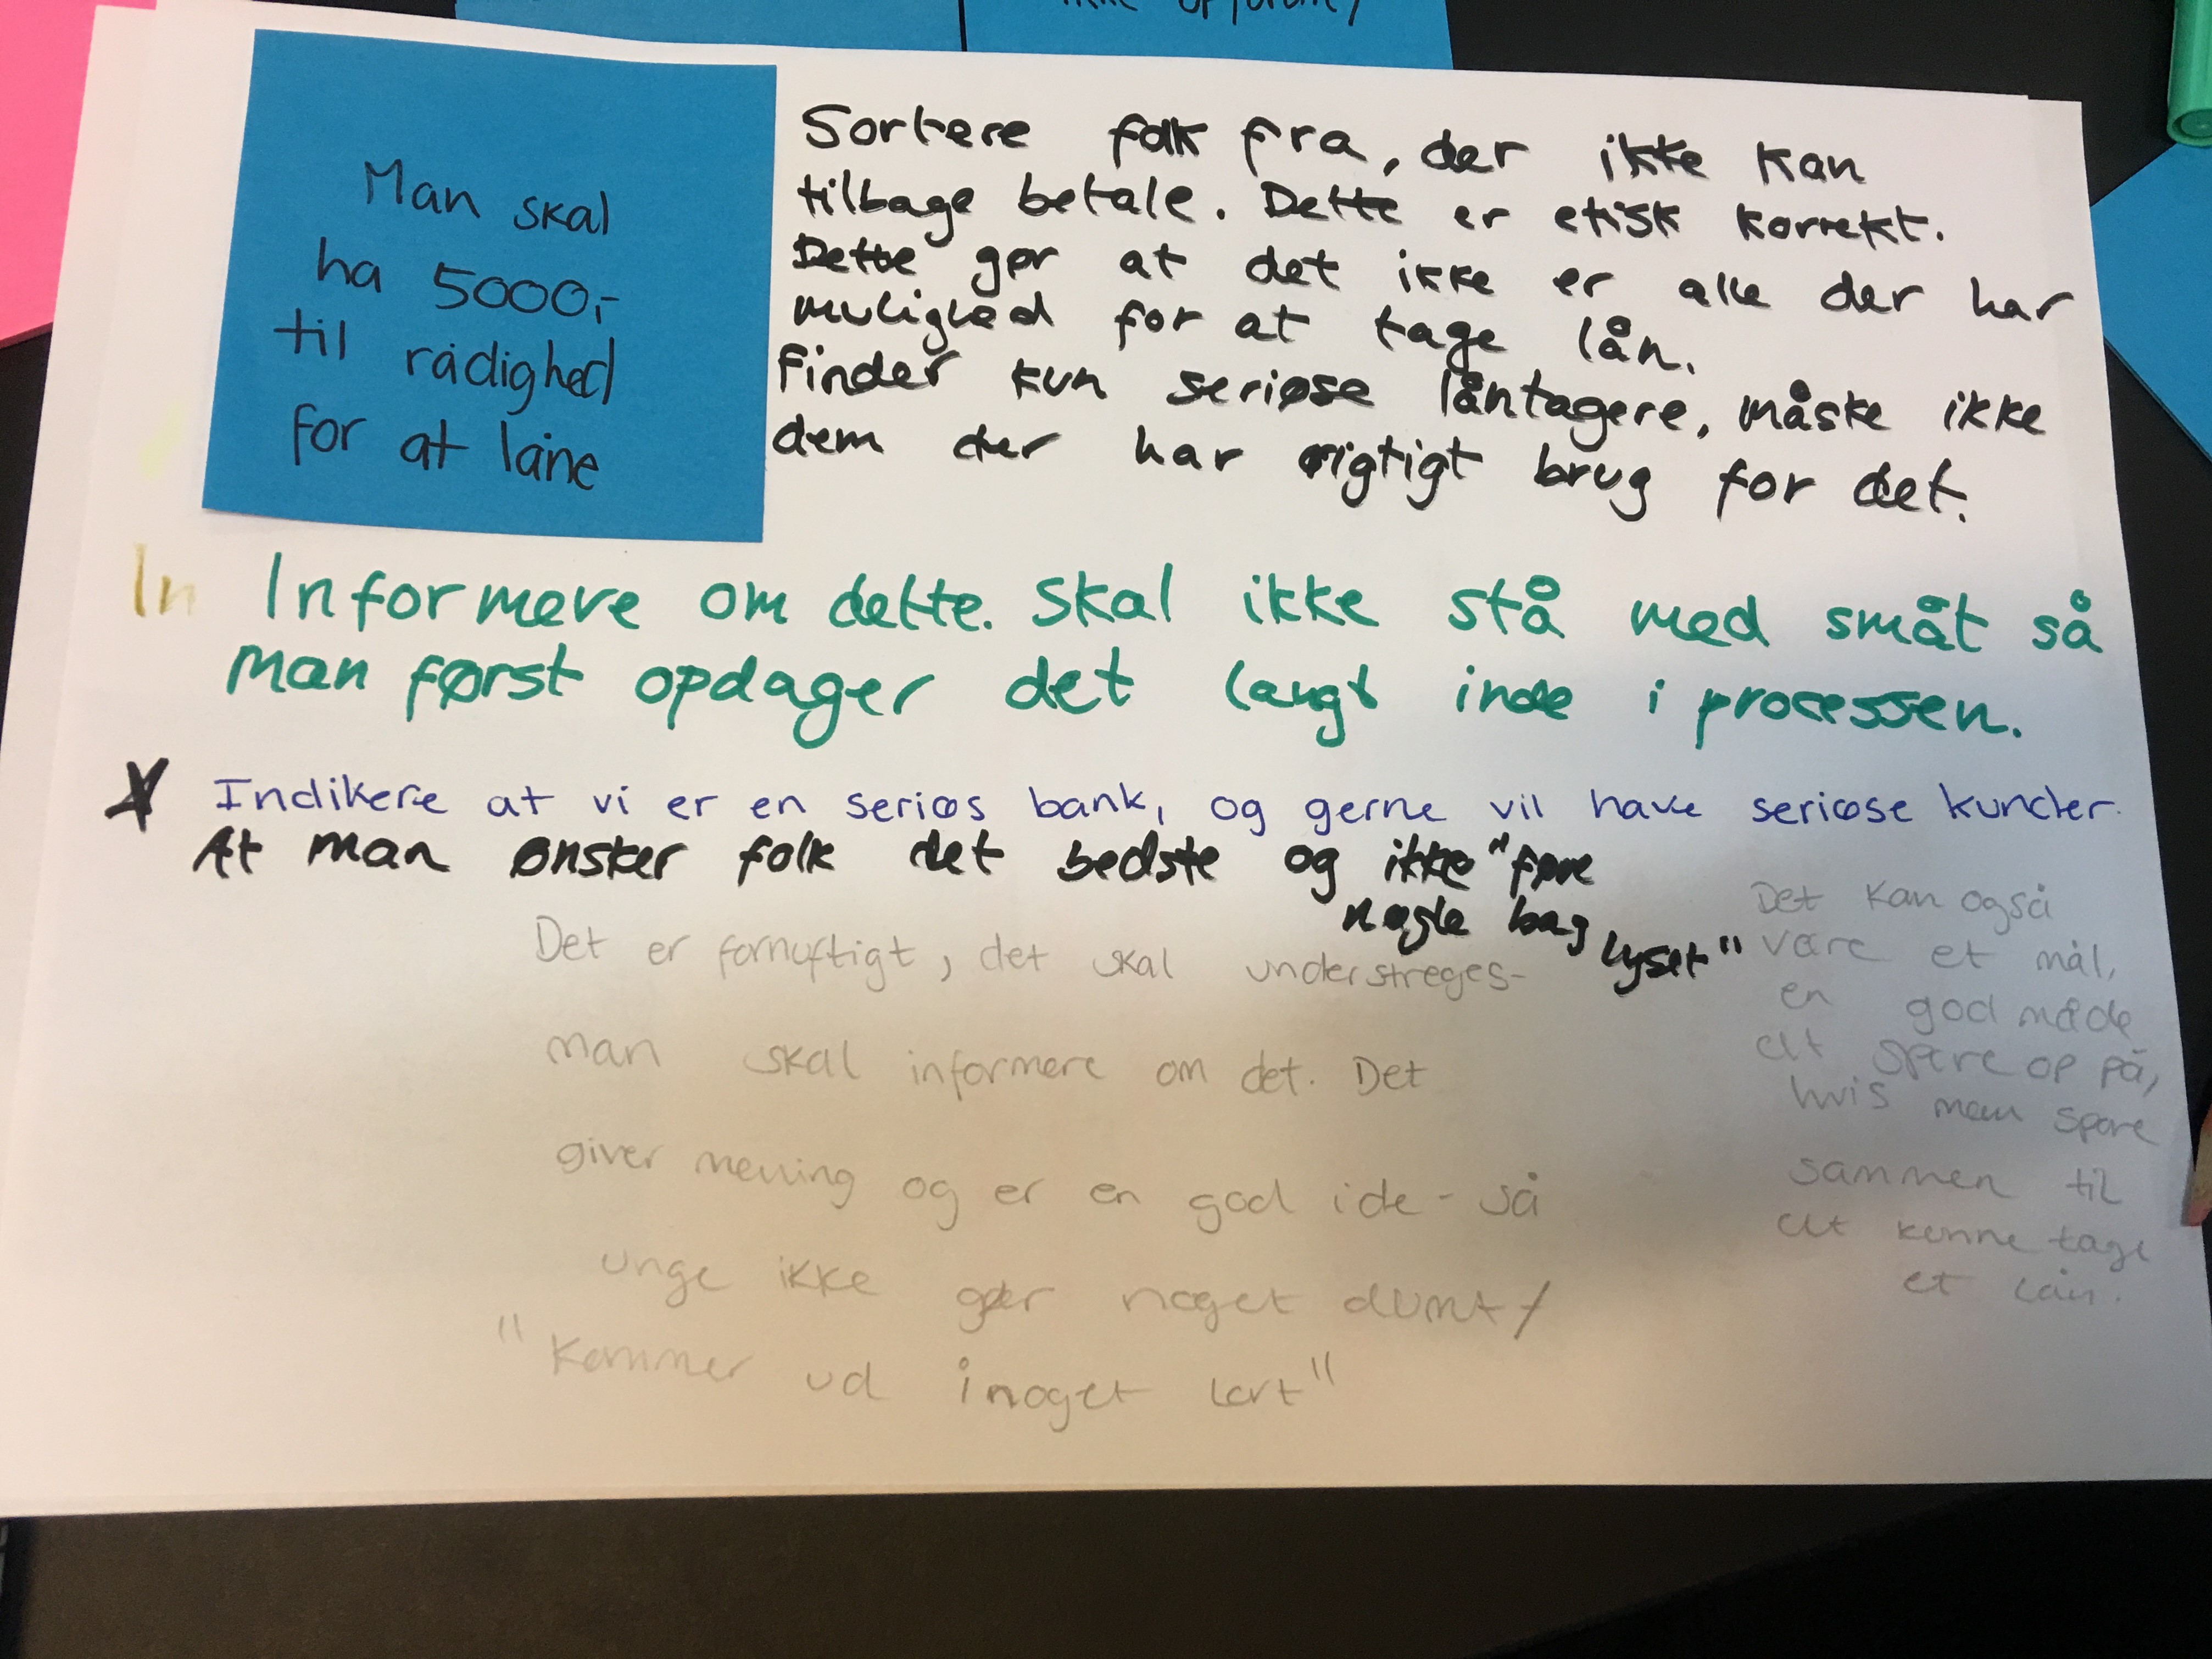 Man skal
ha 5000,-
til rådighed
for at låne
Sortere folk fra, der ikke kan
tilbage betale. Dette er etisk korrekt.
Dette gør at det ikke er alle der har
mulighed for at tage lån.
Finder kun seriøse låntagere, måske ikke
dem der har rigtigt brug for det.
In Informere om dette. Skal ikke stå med småt så
man først opdager det langt inde i processen.
Indikere at vi er en seriøs bank, og gerne vil have seriøse kunder.
At man ønsker folk det bedste og ikke "føre
nogle bag
lyset"
Det er fornuftigt, det skal understreges-
man skal informere om det. Det
giver mening og er en god ide - så
unge ikke gør noget dumt/
"kommer ud i noget lort"
Det kan også
være et mål,
en god måde
at spare op på,
hvis man spare
sammen til
at kunne tage
et lån.